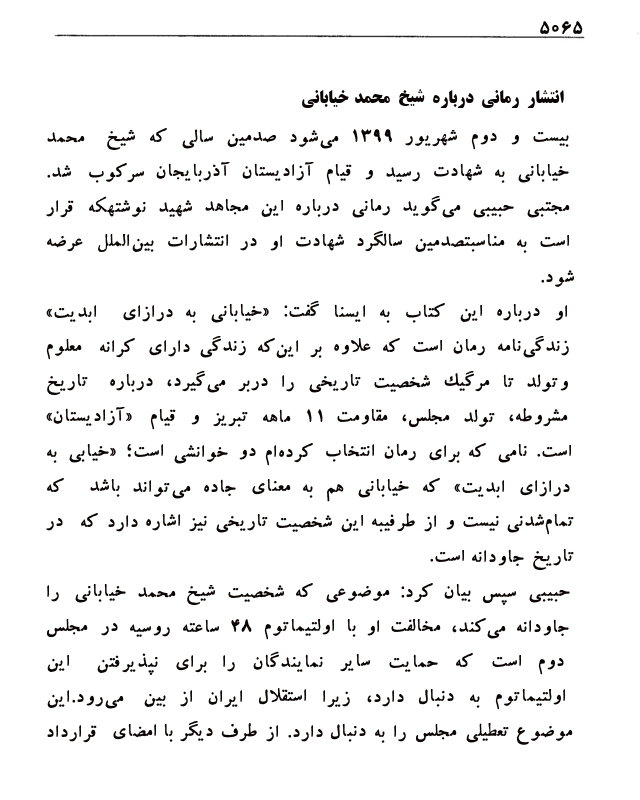 ۵۰۶۵
انتشار رمانی درباره شیخ محمد خیابانی
بیست و دوم شهریور ۱۳۹۹ می‌شود صدمین سالی که شیخ محمد
خیابانی به شهادت رسید و قیام آزادیستان آذربایجان سرکوب شد.
مجتبی حبیبی می‌گوید رمانی درباره این مجاهد شهید نوشتهکه قرار
است به مناسبتصدمین سالگرد شهادت او در انتشارات بین‌الملل عرضه
شود.
او درباره این کتاب به ایسنا گفت: «خیابانی به درازای ابدیت»
زندگی‌نامه رمان است که علاوه بر این‌که زندگی دارای کرانه معلوم
وتولد تا مرگیك شخصیت تاریخی را دربر می‌گیرد، درباره تاریخ
مشروطه، تولد مجلس، مقاومت ۱۱ ماهه تبریز و قیام «آزادیستان»
است. نامی که برای رمان انتخاب کرده‌ام دو خوانشی است؛ «خیابی به
درازای ابدیت» که خیابانی هم به معنای جاده می‌تواند باشد که
تمام‌شدنی نیست و از طرفیبه این شخصیت تاریخی نیز اشاره دارد که در
تاریخ جاودانه است.
حبیبی سپس بیان کرد: موضوعی که شخصیت شیخ محمد خیابانی را
جاودانه می‌کند، مخالفت او با اولتیماتوم ۴۸ ساعته روسیه در مجلس
دوم است که حمایت سایر نمایندگان را برای نپذیرفتن این
اولتیماتوم به دنبال دارد، زیرا استقلال ایران از بین می‌رود.این
موضوع تعطیلی مجلس را به دنبال دارد. از طرف دیگر با امضای قرارداد